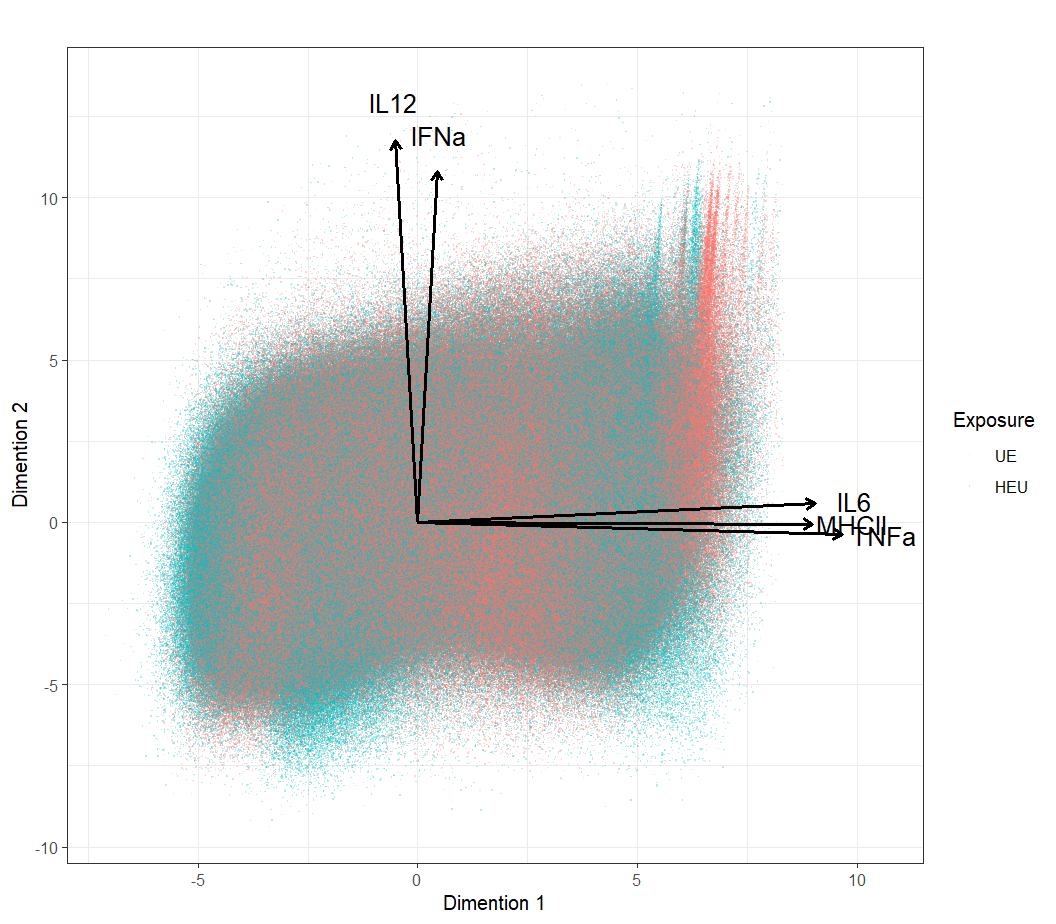 IL12
IFNa
10
5
0
-5
-10
Dimention 2
IL6
MHCII
TNFa
-5
0
5
10
Dimention 1
Exposure
UE
HEU